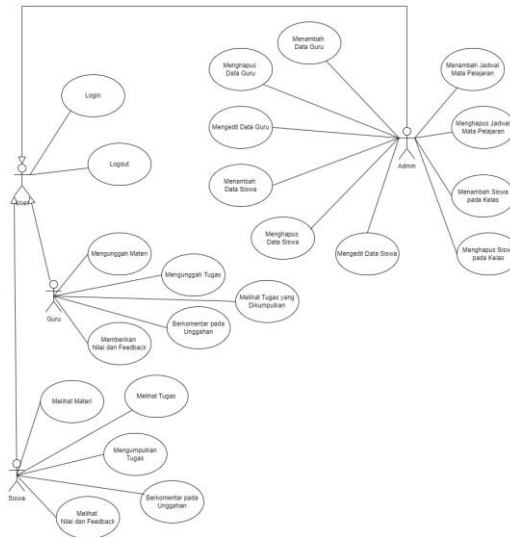 Menambah
Data Guru
Menghapus
Data Guru
Menambah Jadwal
Mata Pelajaran
Login
Mengedit Data Guru
Menghapus Jadwal
Mata Pelajaran
Admin
Logout
Menambah
Data Siswa
Menambah Siswa
pada Kelas
Menghapus
Data Siswa
Mengedit Data Siswa
Menghapus Siswa
pada Kelas
Mengunggah Materi
Mengunggah Tugas
Melihat Tugas yang
Dikumpulkan
Guru
Berkomentar pada
Unggahan
Memberikan
Nilai dan Feedback
Melihat Materi
Melihat Tugas
Mengumpulkan
Tugas
Siswa
Berkomentar pada
Unggahan
Melihat
Nilai dan Feedback